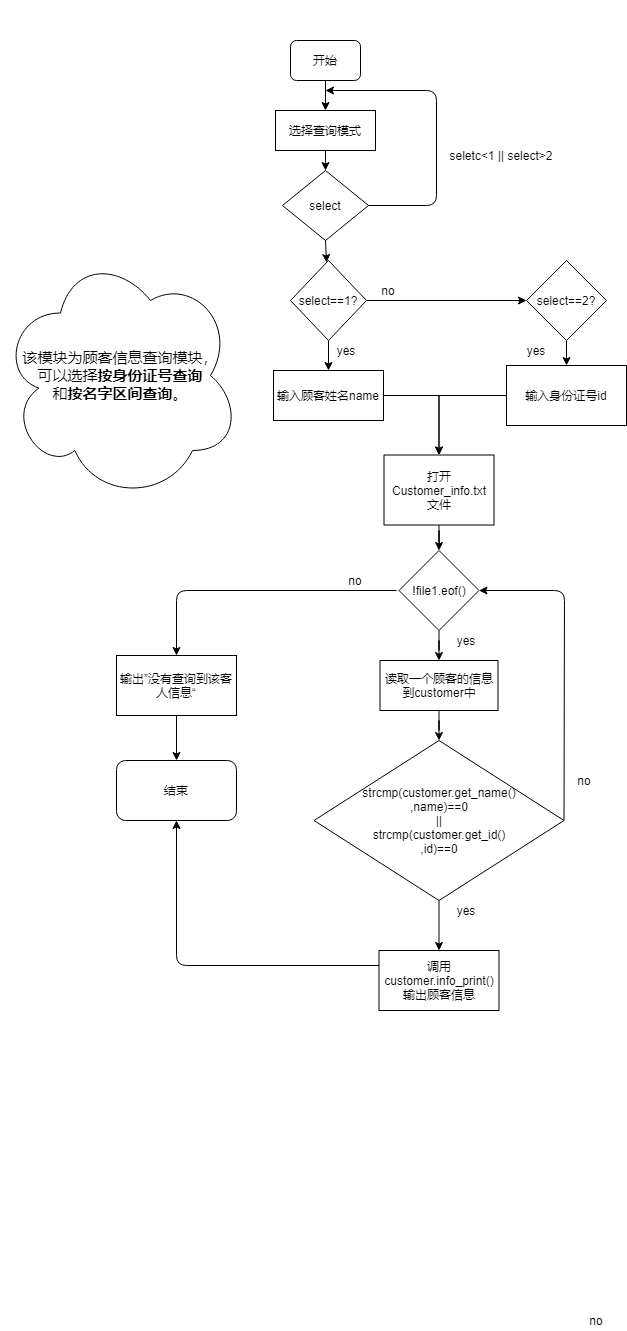 开始
选择查询模式
seletc<1 || select>2
select
select==1?
no
select==2?
yes
yes
该模块为顾客信息查询模块，
可以选择按身份证号查询
和按名字区间查询。
输入顾客姓名name
输入身份证号id
打开
Customer_info.txt
文件
no
!file1.eof()
yes
输出"没有查询到该客
人信息“
读取一个顾客的信息
到customer中
结束
no
strcmp(customer.get_name()
,name)==0
||
strcmp(customer.get_id()
,id)==0
yes
调用
customer.info_print()
输出顾客信息
no